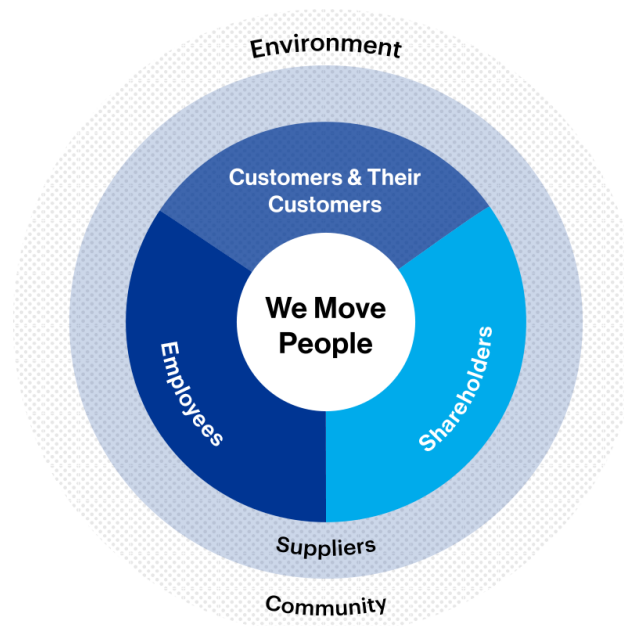 Environment
Customers & Their
Customers
We Move
People
Employees
Shareholders
Suppliers
Community